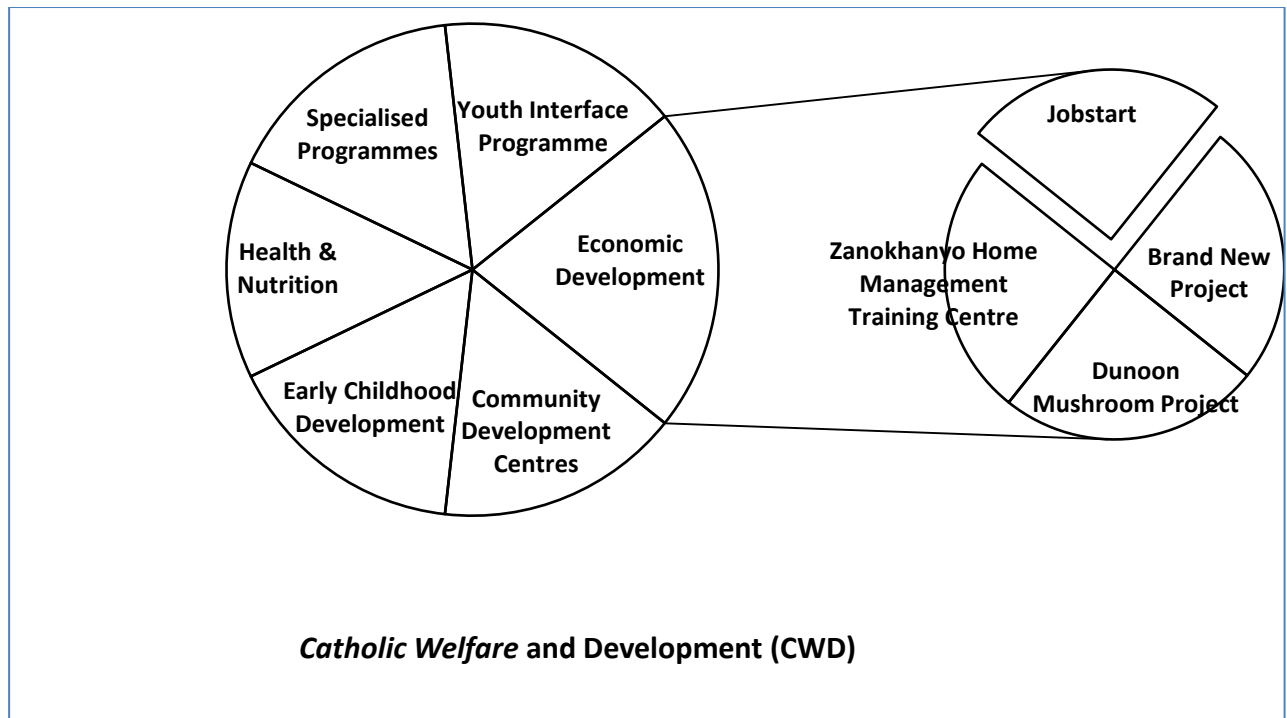 Specialised
Programmes
Youth Interface
Programme
Health &
Nutrition
Economic
Development
Early Childhood
Development
Community
Development
Centres
Jobstart
Zanokhanyo Home
Management
Training Centre
Brand New
Project
Dunoon
Mushroom Project
Catholic Welfare and Development (CWD)